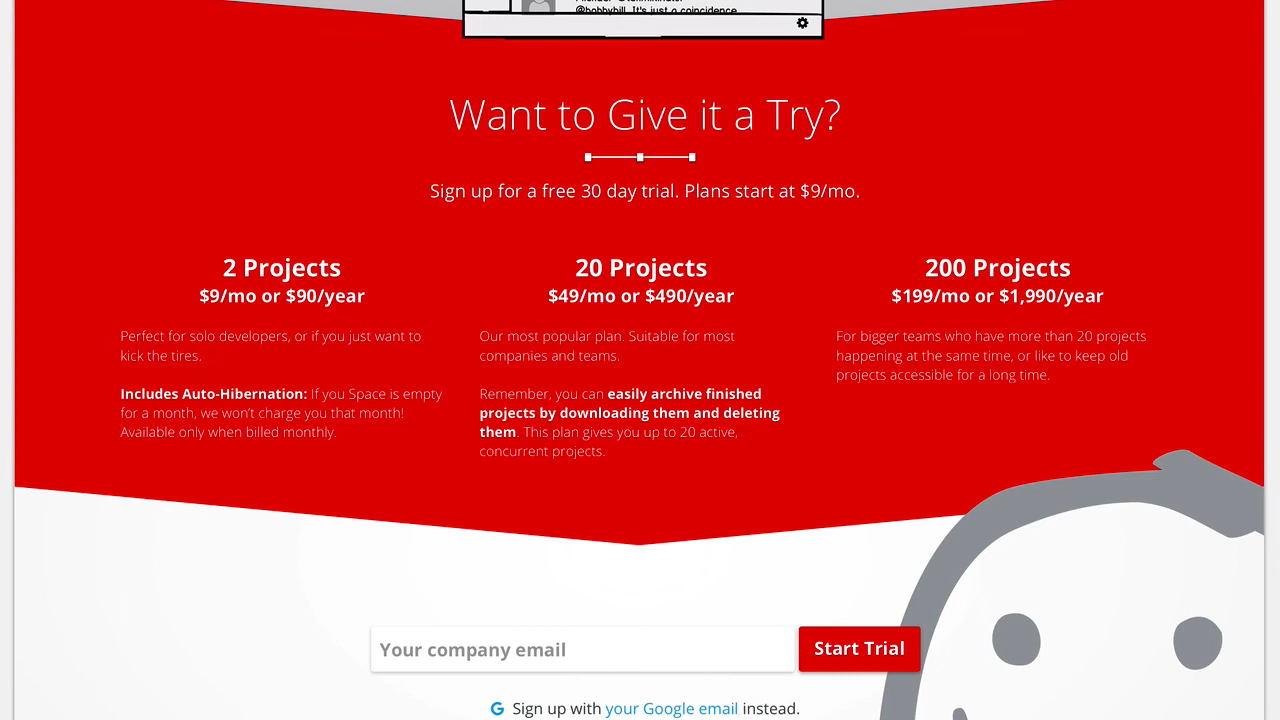 @bobbybill. It's just a coincidence
Want to Give it a Try?
Sign up for a free 30 day trial. Plans start at $9/mo.
2 Projects
$9/mo or $90/year
Perfect for solo developers, or if you just want to
kick the tires.
Includes Auto-Hibernation: If you Space is empty
for a month, we won't charge you that month!
Available only when billed monthly.
20 Projects
$49/mo or $490/year
Our most popular plan. Suitable for most
companies and teams.
Remember, you can easily archive finished
projects by downloading them and deleting
them. This plan gives you up to 20 active,
concurrent projects.
200 Projects
$199/mo or $1,990/year
For bigger teams who have more than 20 projects
happening at the same time, or like to keep old
projects accessible for a long time.
Your company email
Start Trial
Sign up with your Google email instead.